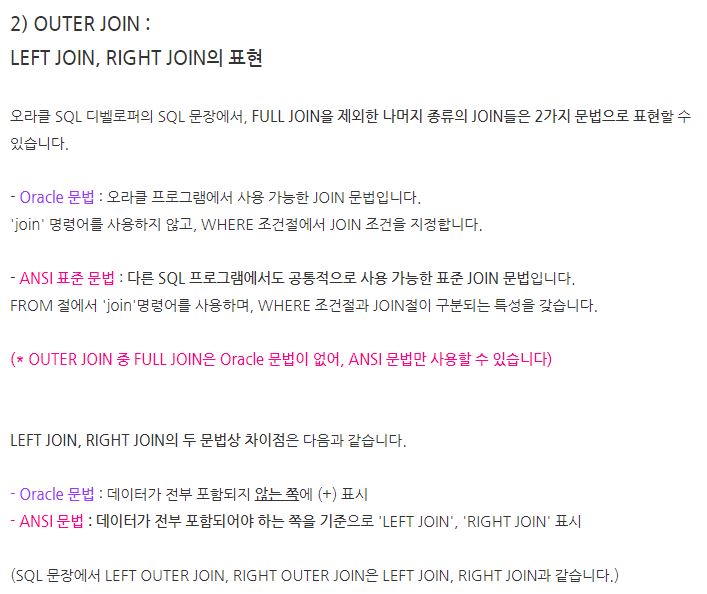 2) OUTER JOIN :
LEFT JOIN, RIGHT JOIN의 표현
오라클 SQL 디벨로퍼의 SQL 문장에서, FULL JOIN을 제외한 나머지 종류의 JOIN들은 2가지 문법으로 표현할 수
있습니다.
- Oracle 문법 : 오라클 프로그램에서 사용 가능한 JOIN 문법입니다.
'join' 명령어를 사용하지 않고, WHERE 조건절에서 JOIN 조건을 지정합니다.
- ANSI 표준 문법 : 다른 SQL 프로그램에서도 공통적으로 사용 가능한 표준 JOIN 문법입니다.
FROM 절에서 'join'명령어를 사용하며, WHERE 조건절과 JOIN절이 구분되는 특성을 갖습니다.
(* OUTER JOIN 중 FULL JOIN은 Oracle 문법이 없어, ANSI 문법만 사용할 수 있습니다)
LEFT JOIN, RIGHT JOIN의 두 문법상 차이점은 다음과 같습니다.
- Oracle 문법 : 데이터가 전부 포함되지 않는 쪽에 (+) 표시
- ANSI 문법 : 데이터가 전부 포함되어야 하는 쪽을 기준으로 'LEFT JOIN', 'RIGHT JOIN' 표시
(SQL 문장에서 LEFT OUTER JOIN, RIGHT OUTER JOIN은 LEFT JOIN, RIGHT JOIN과 같습니다.)